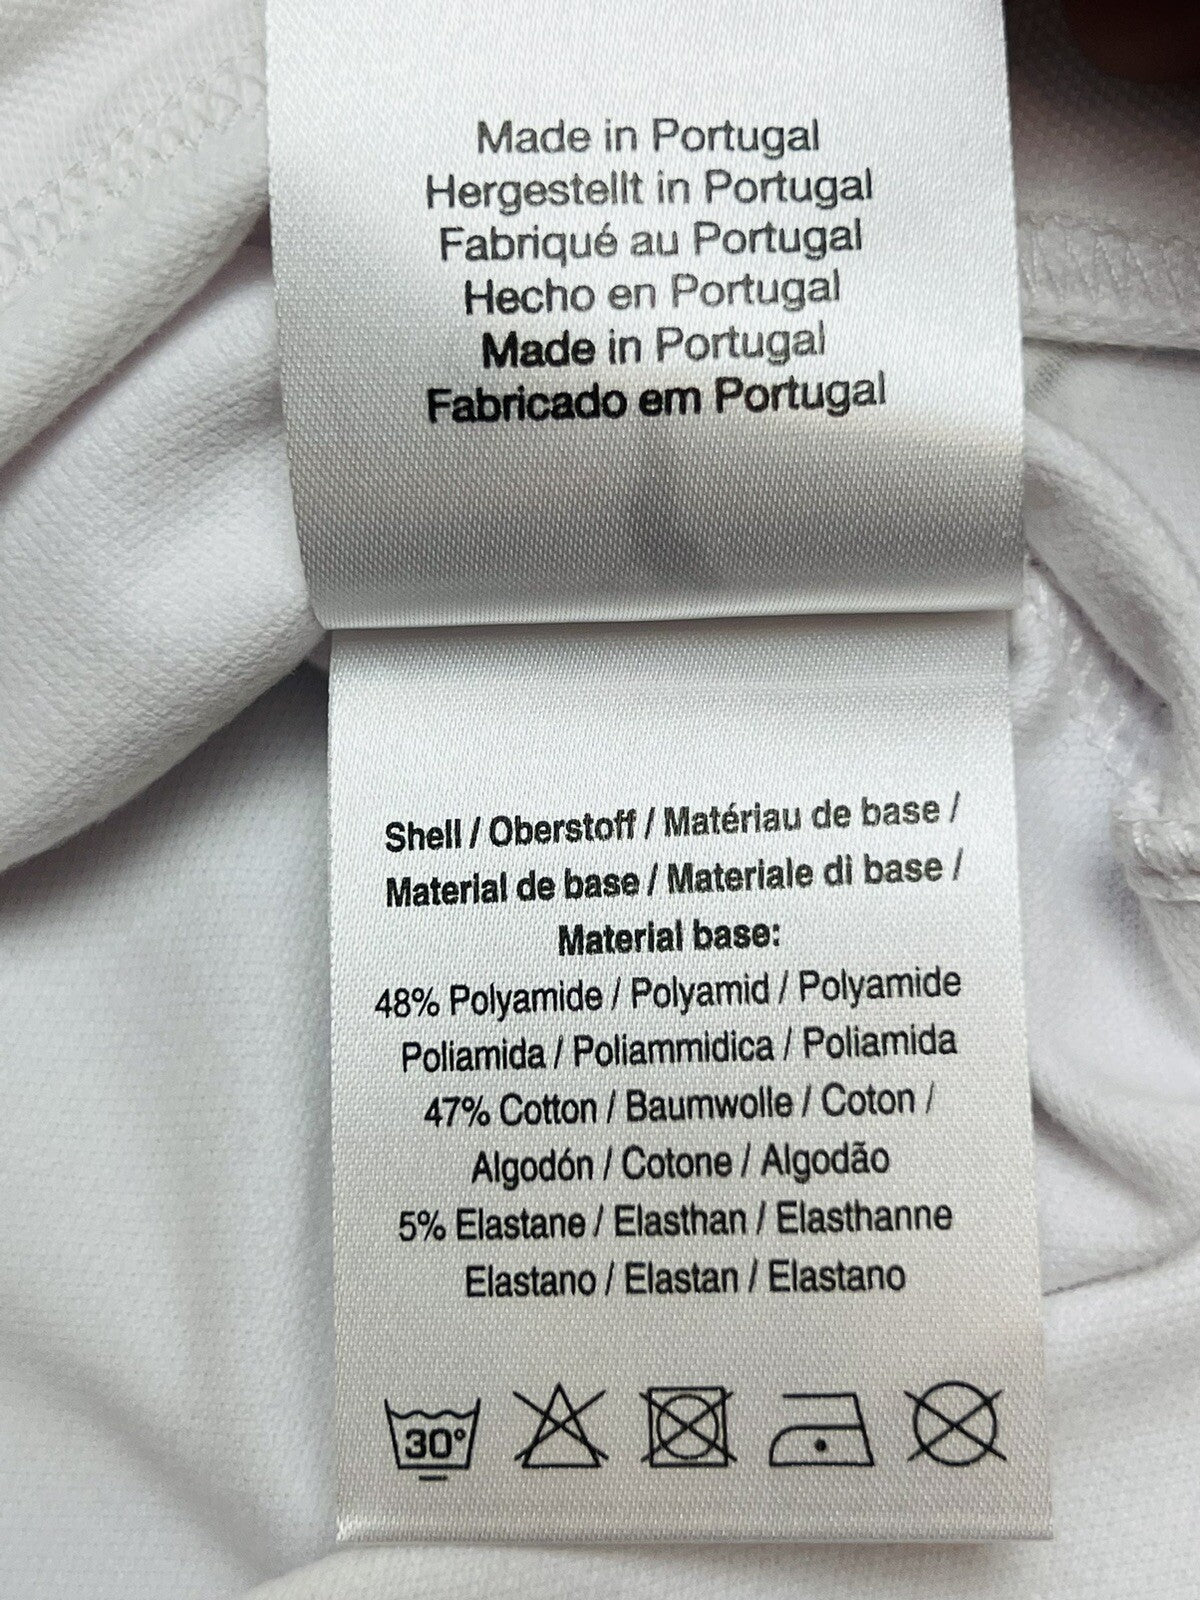 Made in Portugal
Hergestellt in Portugal
Fabriqué au Portugal
Hecho en Portugal
Made in Portugal
Fabricado em Portugal
Shell / Oberstoff / Matériau de base /
Material de base / Materiale di base /
Material base:
48% Polyamide / Polyamid / Polyamide
Poliamida / Poliammidica / Poliamida
47% Cotton / Baumwolle / Coton /
Algodón / Cotone / Algodão
5% Elastane / Elasthan / Elasthanne
Elastano / Elastan / Elastano
30°